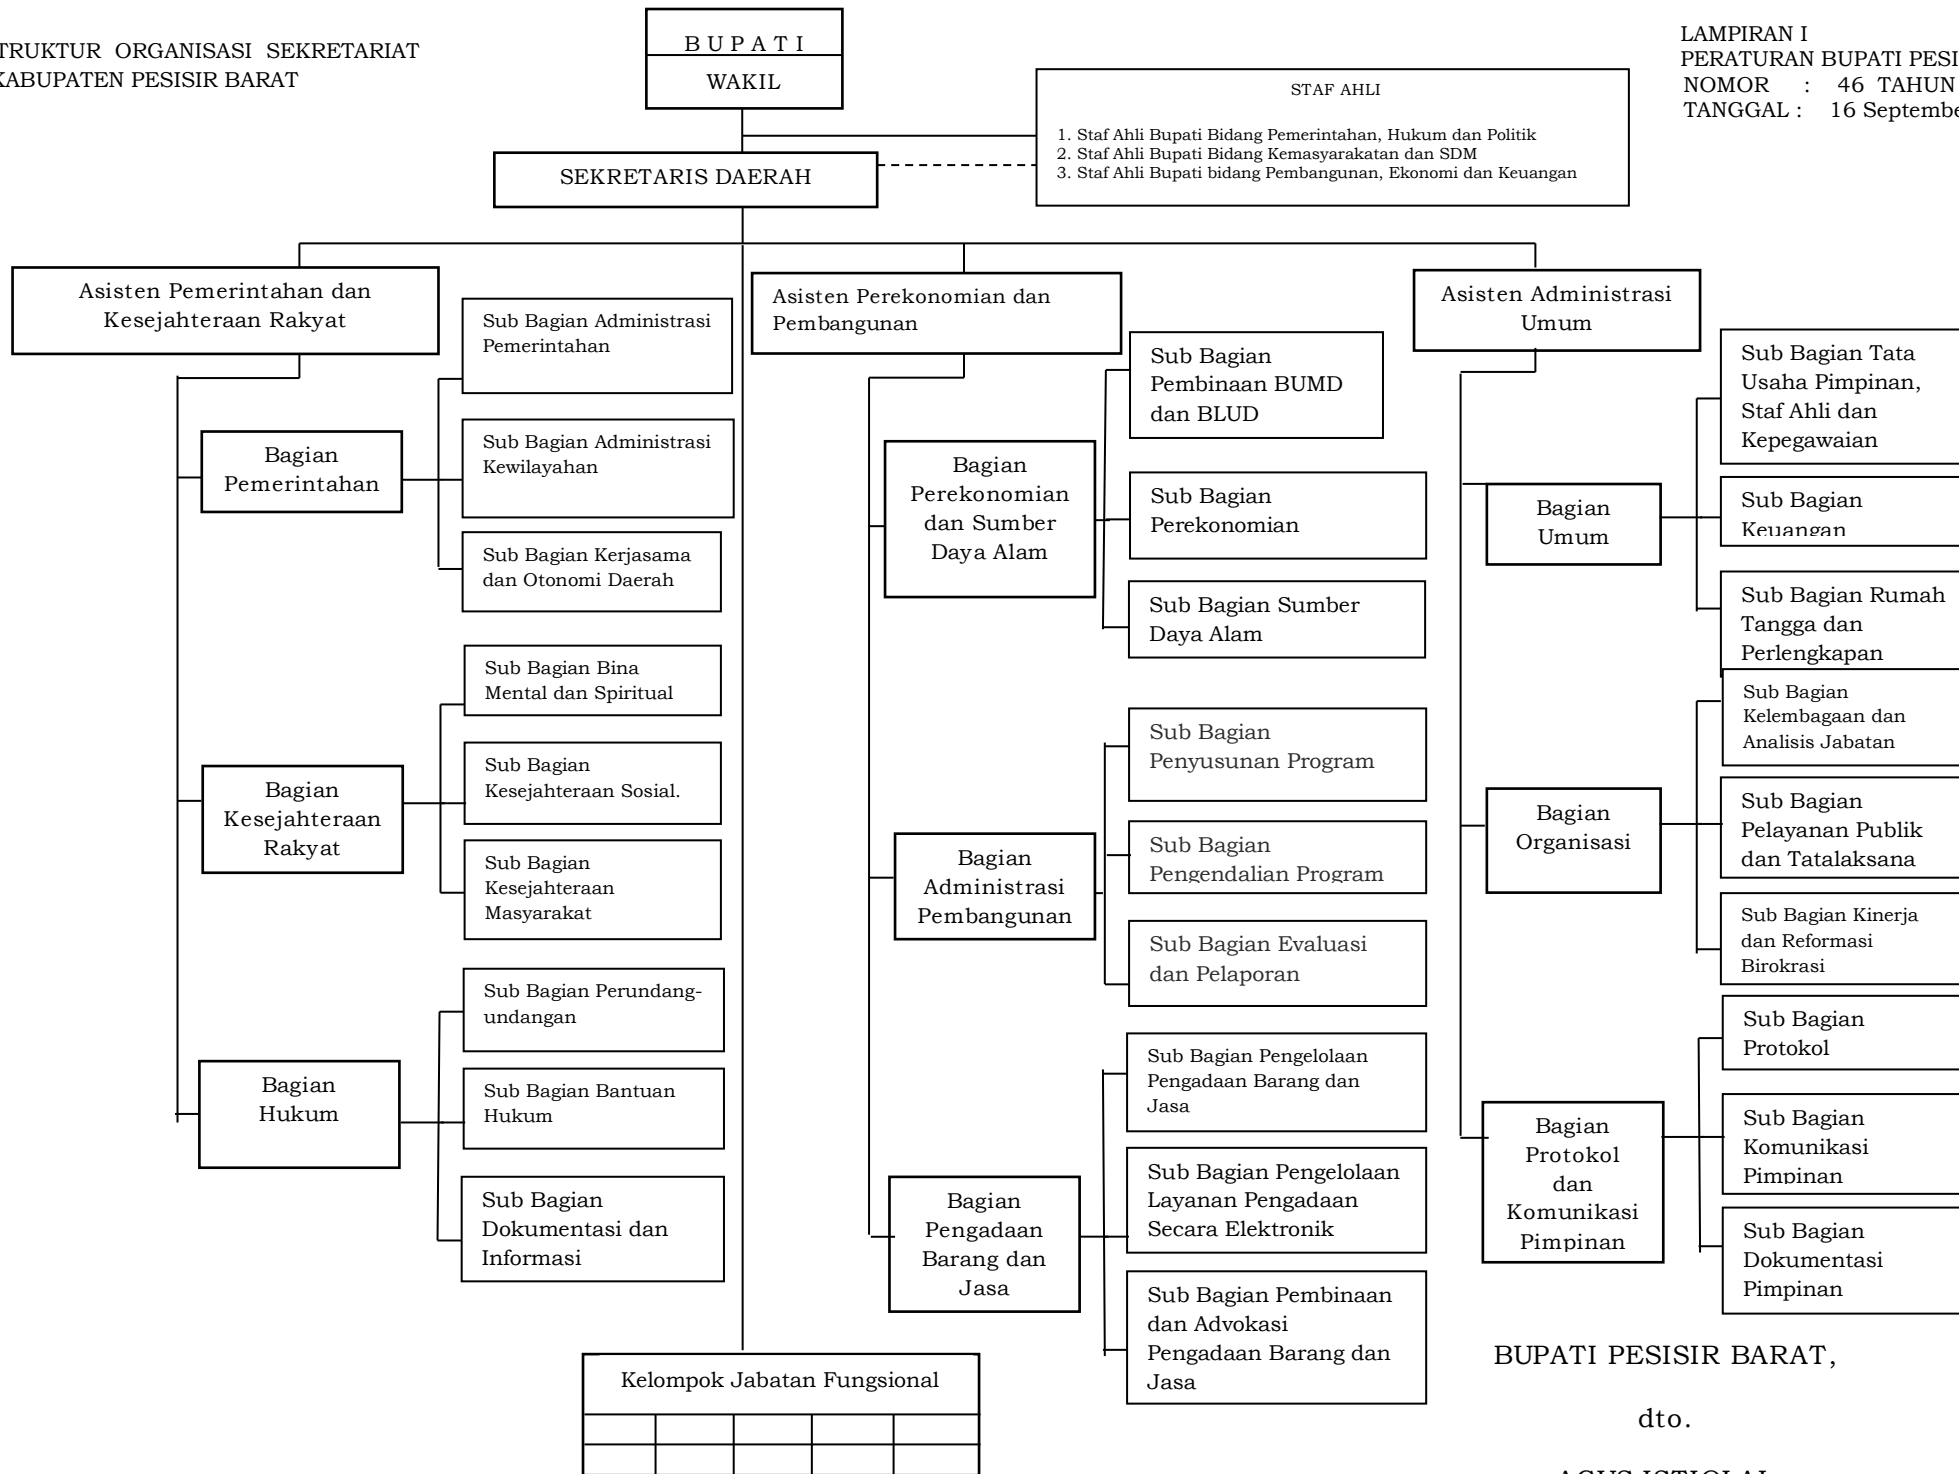 TRUKTUR ORGANISASI SEKRETARIAT
KABUPATEN PESISIR BARAT
B U P A T I
WAKIL
LAMPIRAN I
PERATURAN BUPATI PESI
NOMOR : 46 TAHUN
TANGGAL : 16 Septembe
STAF AHLI
1. Staf Ahli Bupati Bidang Pemerintahan, Hukum dan Politik
2. Staf Ahli Bupati Bidang Kemasyarakatan dan SDM
3. Staf Ahli Bupati bidang Pembangunan, Ekonomi dan Keuangan
SEKRETARIS DAERAH
Asisten Pemerintahan dan
Kesejahteraan Rakyat
Bagian
Pemerintahan
Sub Bagian Administrasi
Pemerintahan
Sub Bagian Administrasi
Kewilayahan
Sub Bagian Kerjasama
dan Otonomi Daerah
Bagian
Kesejahteraan
Rakyat
Sub Bagian Bina
Mental dan Spiritual
Sub Bagian
Kesejahteraan Sosial.
Sub Bagian
Kesejahteraan
Masyarakat
Bagian
Hukum
Sub Bagian Perundang-
undangan
Sub Bagian Bantuan
Hukum
Sub Bagian
Dokumentasi dan
Informasi
Asisten Perekonomian dan
Pembangunan
Bagian
Perekonomian
dan Sumber
Daya Alam
Sub Bagian
Pembinaan BUMD
dan BLUD
Sub Bagian
Perekonomian
Sub Bagian Sumber
Daya Alam
Bagian
Administrasi
Pembangunan
Sub Bagian
Penyusunan Program
Sub Bagian
Pengendalian Program
Sub Bagian Evaluasi
dan Pelaporan
Bagian
Pengadaan
Barang dan
Jasa
Sub Bagian Pengelolaan
Pengadaan Barang dan
Jasa
Sub Bagian Pengelolaan
Layanan Pengadaan
Secara Elektronik
Sub Bagian Pembinaan
dan Advokasi
Pengadaan Barang dan
Jasa
Asisten Administrasi
Umum
Bagian
Umum
Sub Bagian Tata
Usaha Pimpinan,
Staf Ahli dan
Kepegawaian
Sub Bagian
Keuangan
Sub Bagian Rumah
Tangga dan
Perlengkapan
Bagian
Organisasi
Sub Bagian
Kelembagaan dan
Analisis Jabatan
Sub Bagian
Pelayanan Publik
dan Tatalaksana
Sub Bagian Kinerja
dan Reformasi
Birokrasi
Bagian
Protokol
dan
Komunikasi
Pimpinan
Sub Bagian
Protokol
Sub Bagian
Komunikasi
Pimpinan
Sub Bagian
Dokumentasi
Pimpinan
Kelompok Jabatan Fungsional
BUPATI PESISIR BARAT,
dto.
AGUS ISTIQLAL